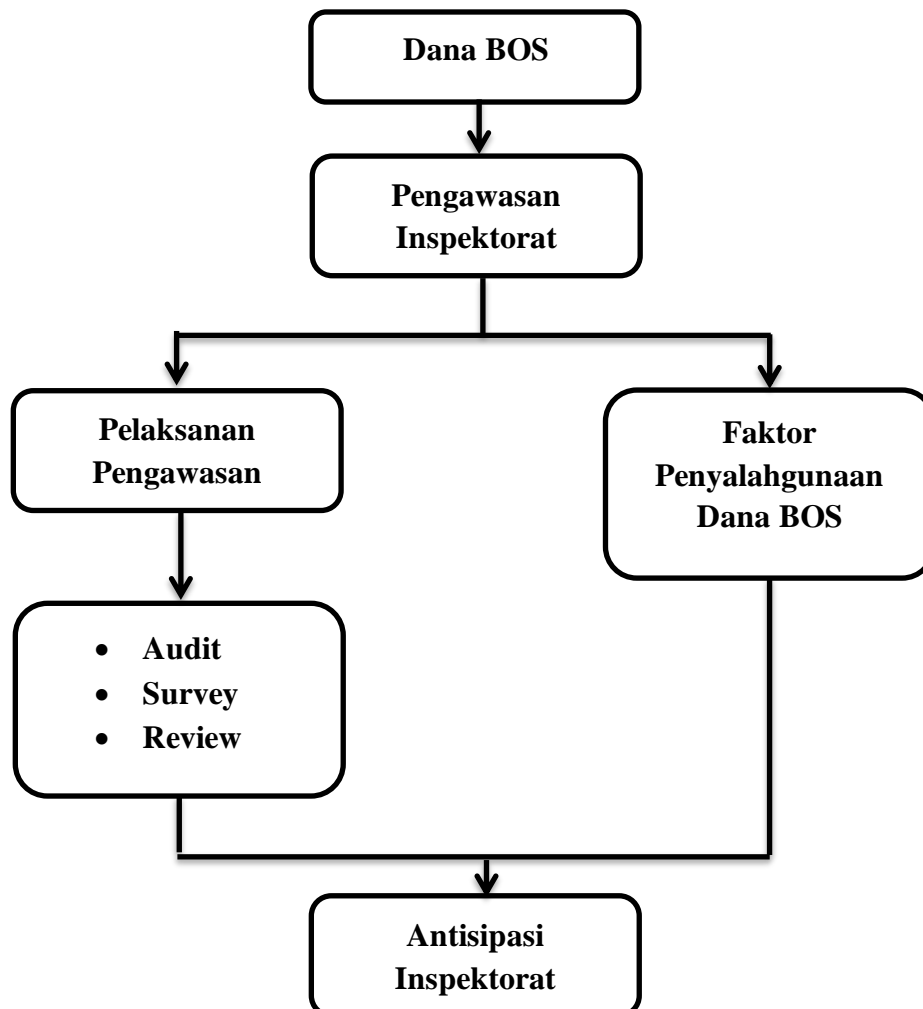 Dana BOS
Pengawasan
Inspektorat
Pelaksanan
Pengawasan
Faktor
Penyalahgunaan
Dana BOS
• Audit
• Survey
• Review
Antisipasi
Inspektorat